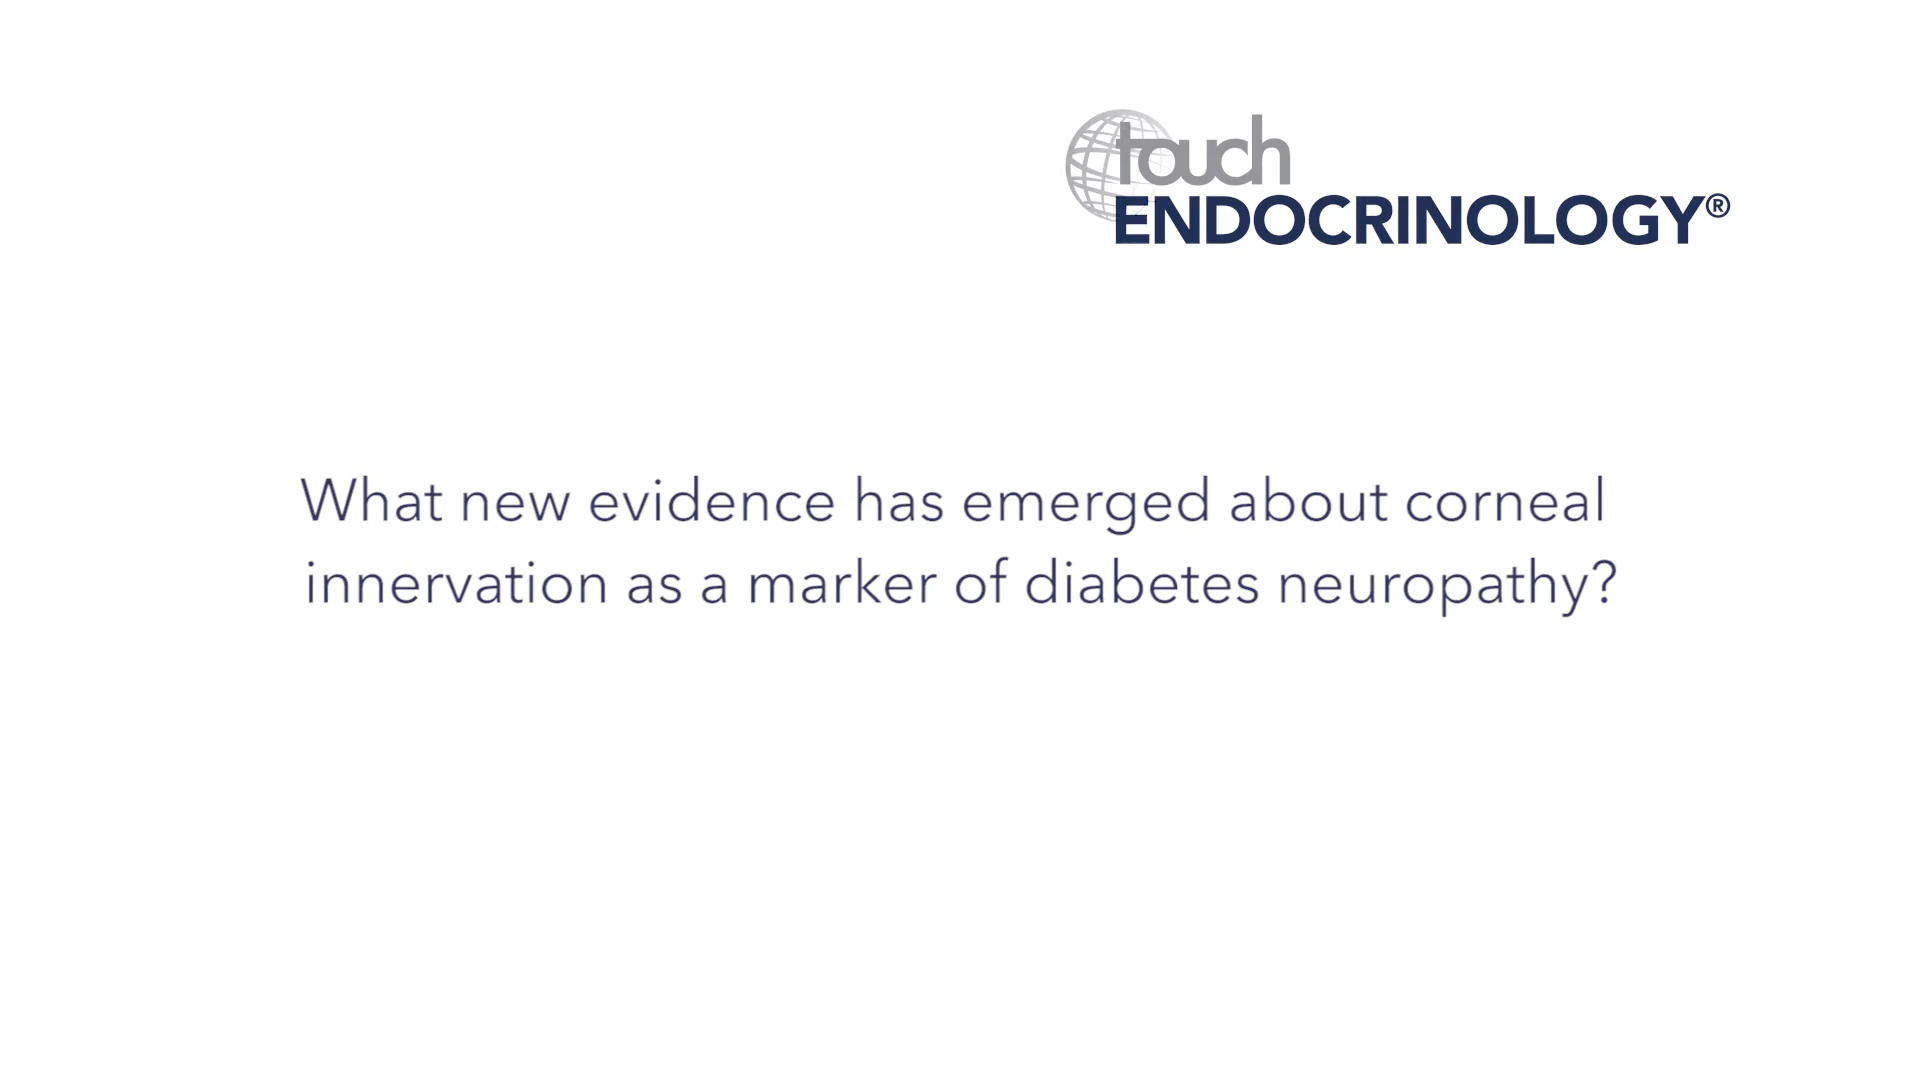 touch
ENDOCRINOLOGY®
What new evidence has emerged about corneal
innervation as a marker of diabetes neuropathy?